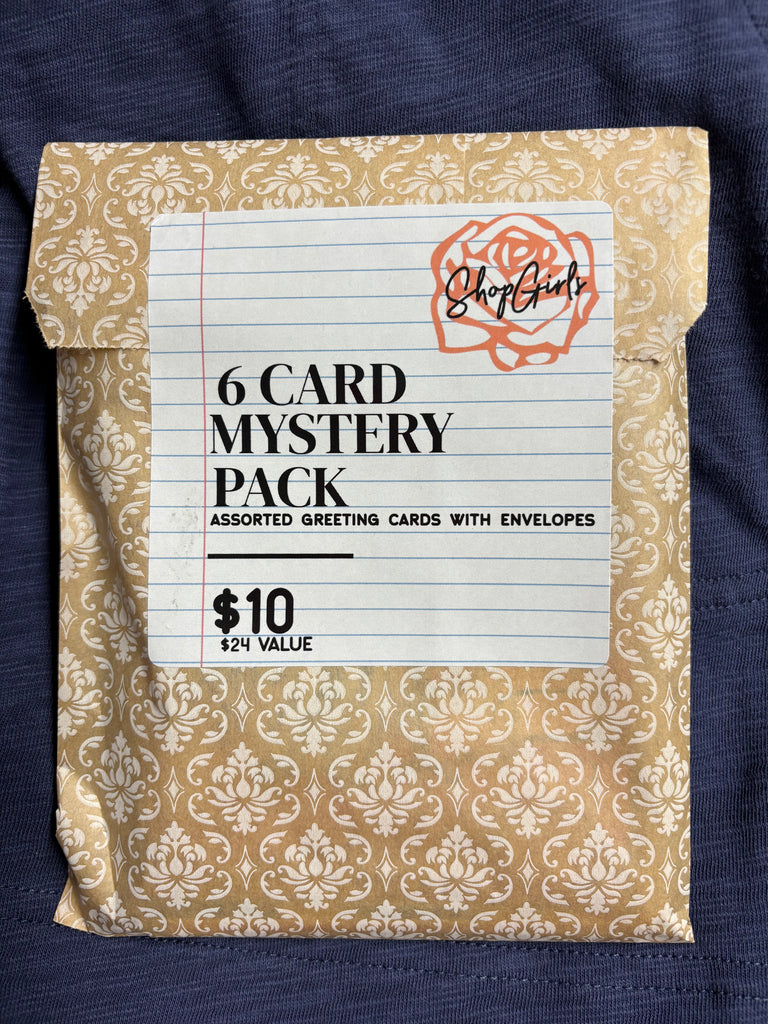 ShopGirls
6 CARD
MYSTERY
PACK
ASSORTED GREETING CARDS WITH ENVELOPES
$10
$24 VALUE